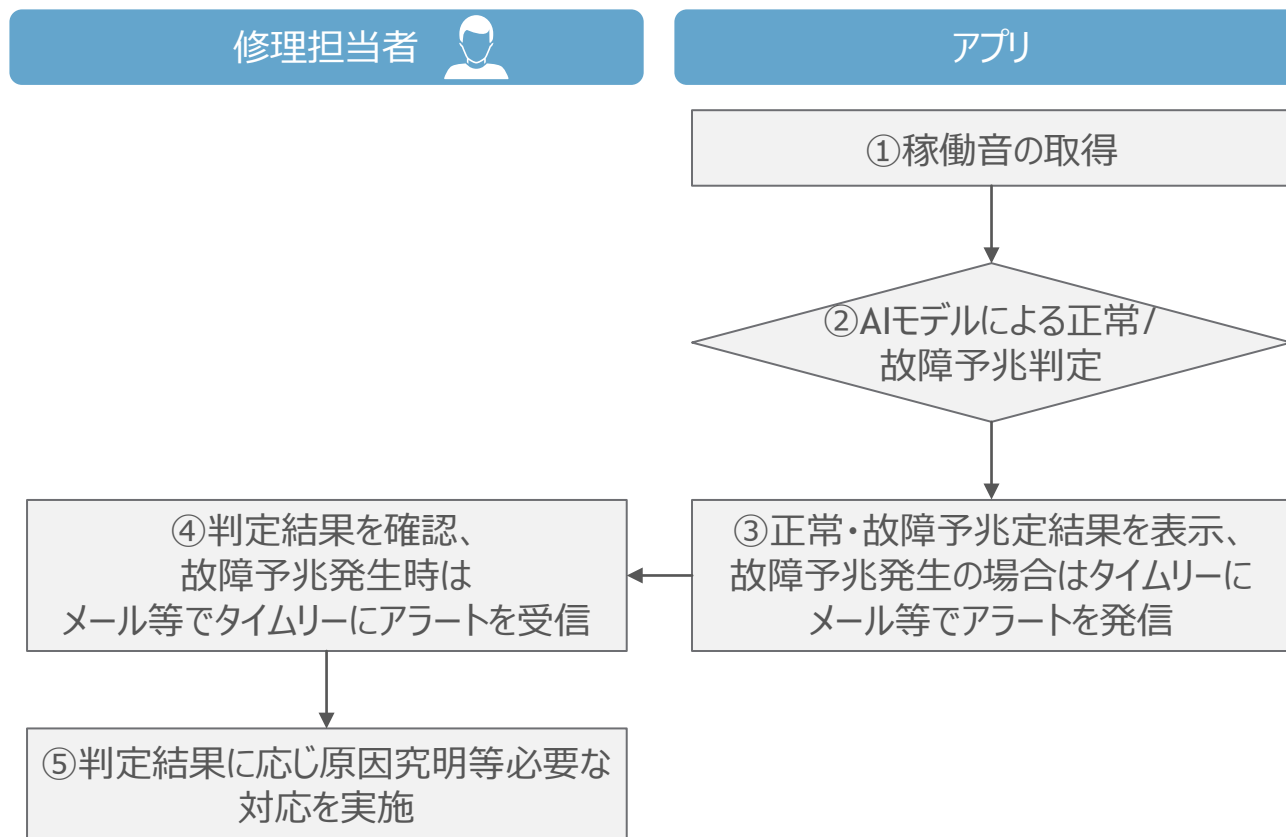 修理担当者
アプリ
①稼働音の取得
②AIモデルによる正常/
故障予兆判定
③正常・故障予兆定結果を表示、
故障予兆発生の場合はタイムリーに
メール等でアラートを発信
④判定結果を確認、
故障予兆発生時は
メール等でタイムリーにアラートを受信
⑤判定結果に応じ原因究明等必要な
対応を実施